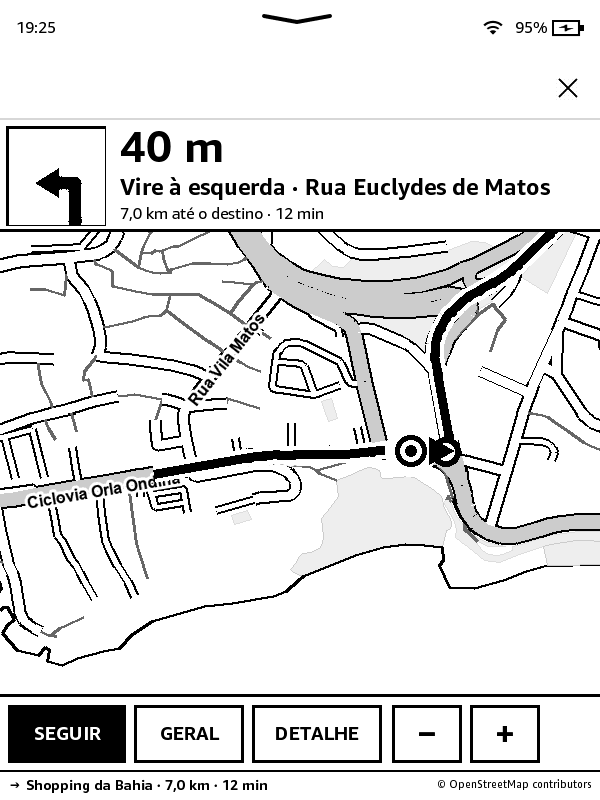 19:25
95%
40 m
Vire à esquerda · Rua Euclydes de Matos
7,0 km até o destino · 12 min
Rua Vila Matos
Ciclovia Orla Ondina
SEGUIR
GERAL
DETALHE
−
+
→ Shopping da Bahia · 7,0 km · 12 min
© OpenStreetMap contributors